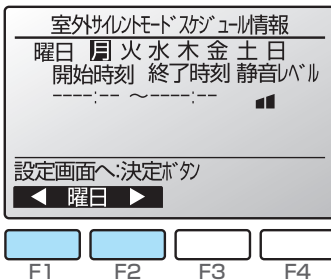 室外サイレントモードスケジュール情報
曜日 月 火 水 木 金 土 日
開始時刻 終了時刻 静音レベル
----:-- ～----:--
設定画面へ:決定ボタン
◀ 曜日 ▶
F1 F2 F3 F4